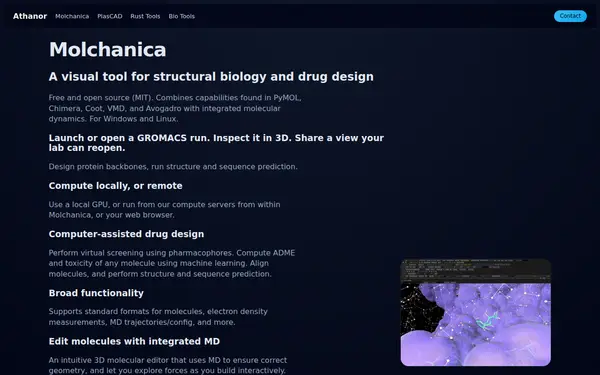 Athanor Molchanica PlasCAD Rust Tools Bio Tools Contact
Molchanica
A visual tool for structural biology and drug design
Free and open source (MIT). Combines capabilities found in PyMOL,
Chimera, Coot, VMD, and Avogadro with integrated molecular
dynamics. For Windows and Linux.
Launch or open a GROMACS run. Inspect it in 3D. Share a view your
lab can reopen.
Design protein backbones, run structure and sequence prediction.
Compute locally, or remote
Use a local GPU, or run from our compute servers from within
Molchanica, or your web browser.
Computer-assisted drug design
Perform virtual screening using pharmacophores. Compute ADME
and toxicity of any molecule using machine learning. Align
molecules, and perform structure and sequence prediction.
Broad functionality
Supports standard formats for molecules, electron density
measurements, MD trajectories/config, and more.
Edit molecules with integrated MD
An intuitive 3D molecular editor that uses MD to ensure correct
geometry, and let you explore forces as you build interactively.